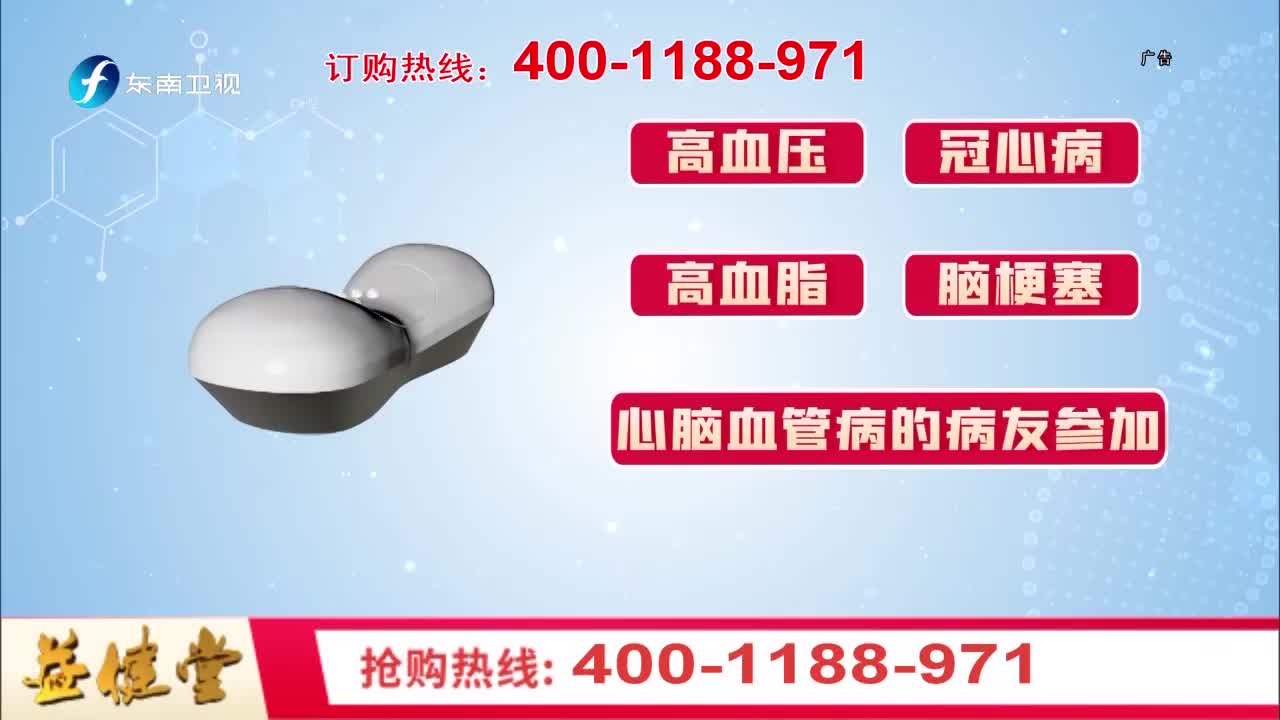 东南卫视
订购热线：400-1188-971
广告
高血压
冠心病
高血脂
脑梗塞
心脑血管病的病友参加
益健堂
抢购热线:400-1188-971